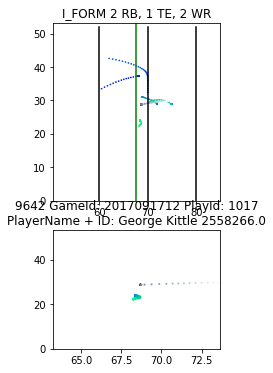 I_FORM 2 RB, 1 TE, 2 WR
50
40
30
20
10
0
60 70 80
9642 GameId: 2017091712 PlayId: 1017
PlayerName + ID: George Kittle 2558266.0
40
20
0
65.0 67.5 70.0 72.5